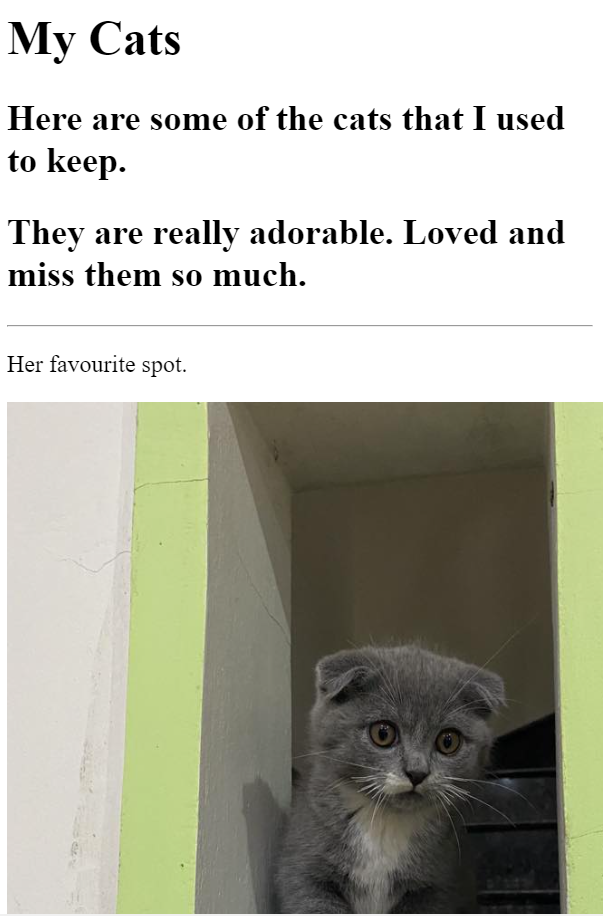 My Cats
Here are some of the cats that I used
to keep.
They are really adorable. Loved and
miss them so much.
Her favourite spot.